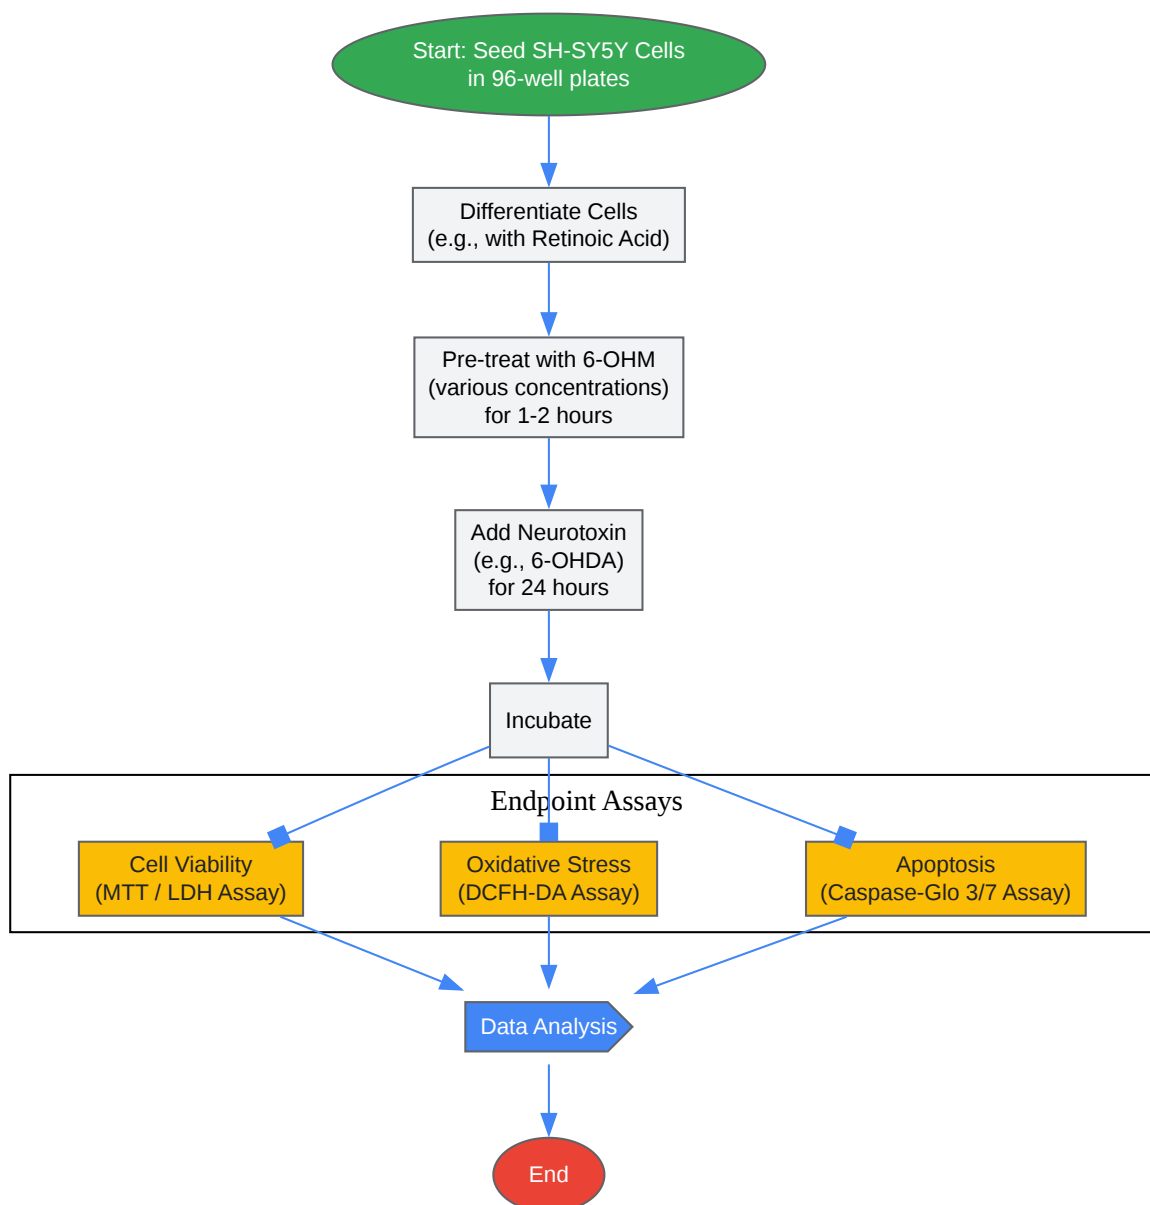 Start: Seed SH-SY5Y Cells
in 96-well plates
Differentiate Cells
(e.g., with Retinoic Acid)
Pre-treat with 6-OHM
(various concentrations)
for 1-2 hours
Add Neurotoxin
(e.g., 6-OHDA)
for 24 hours
Incubate
Endpoint Assays
Cell Viability
(MTT / LDH Assay)
Oxidative Stress
(DCFH-DA Assay)
Apoptosis
(Caspase-Glo 3/7 Assay)
Data Analysis
End